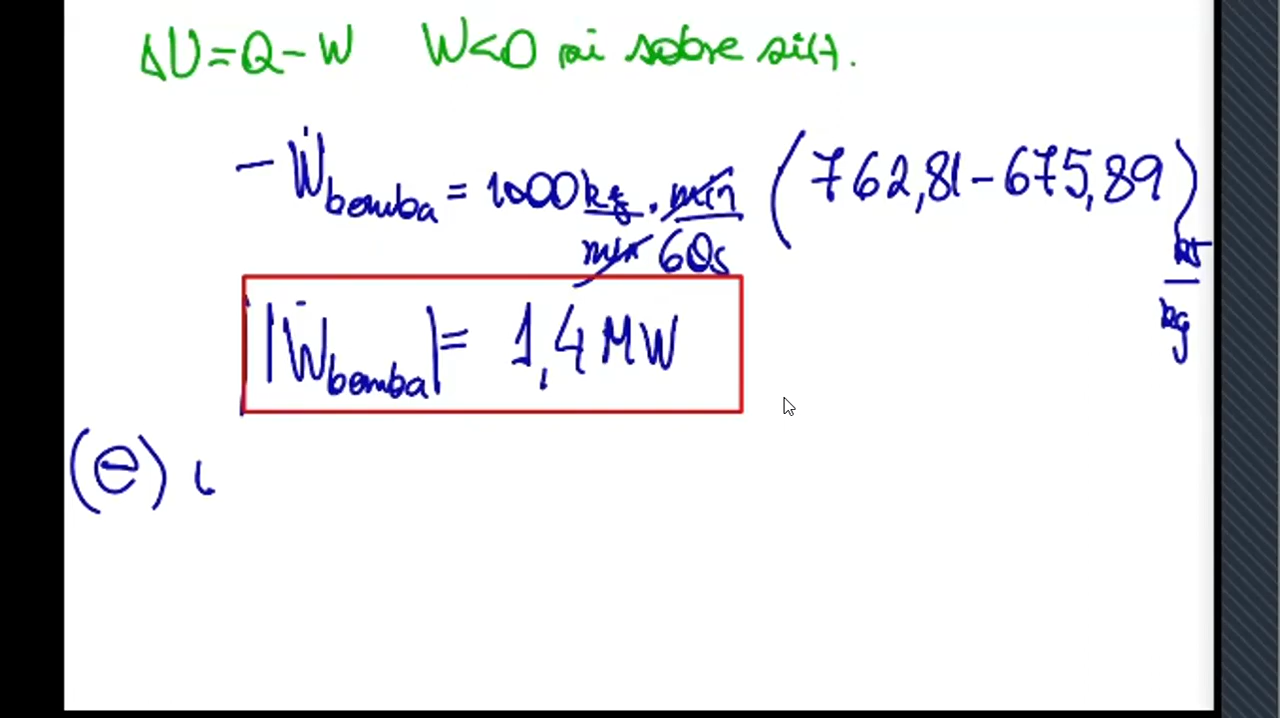 ΔU=Q-W W<0 si sobre sist.
-Ẇbomba = 1000 kg/min . min/60s (762,81-675,89) kJ/kg
|Ẇbomba| = 1,4 MW
(e)